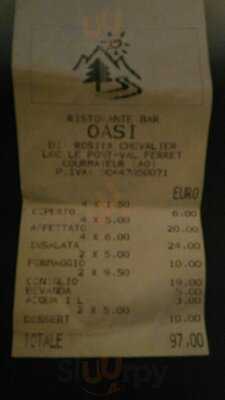 RISTORANTE BAR
OASI
DI ROSITA CHEVALIER
LOC LE PONT-VAL FERRET
COURMAYEUR (AO)
P.IVA:
EURO
4 X 1.50
COPERTO 6.00
4 X 5.00
AFFETTATO 20.00
4 X 6.00
INSALATA 24.00
2 X 5.00
FORMAGGIO 10.00
2 X 9.50
CONIGLIO 19.00
BEVANDA 5.00
ACQUA 1 L 3.00
2 X 5.00
DESSERT 10.00
TOTALE 97.00
Sluurpy